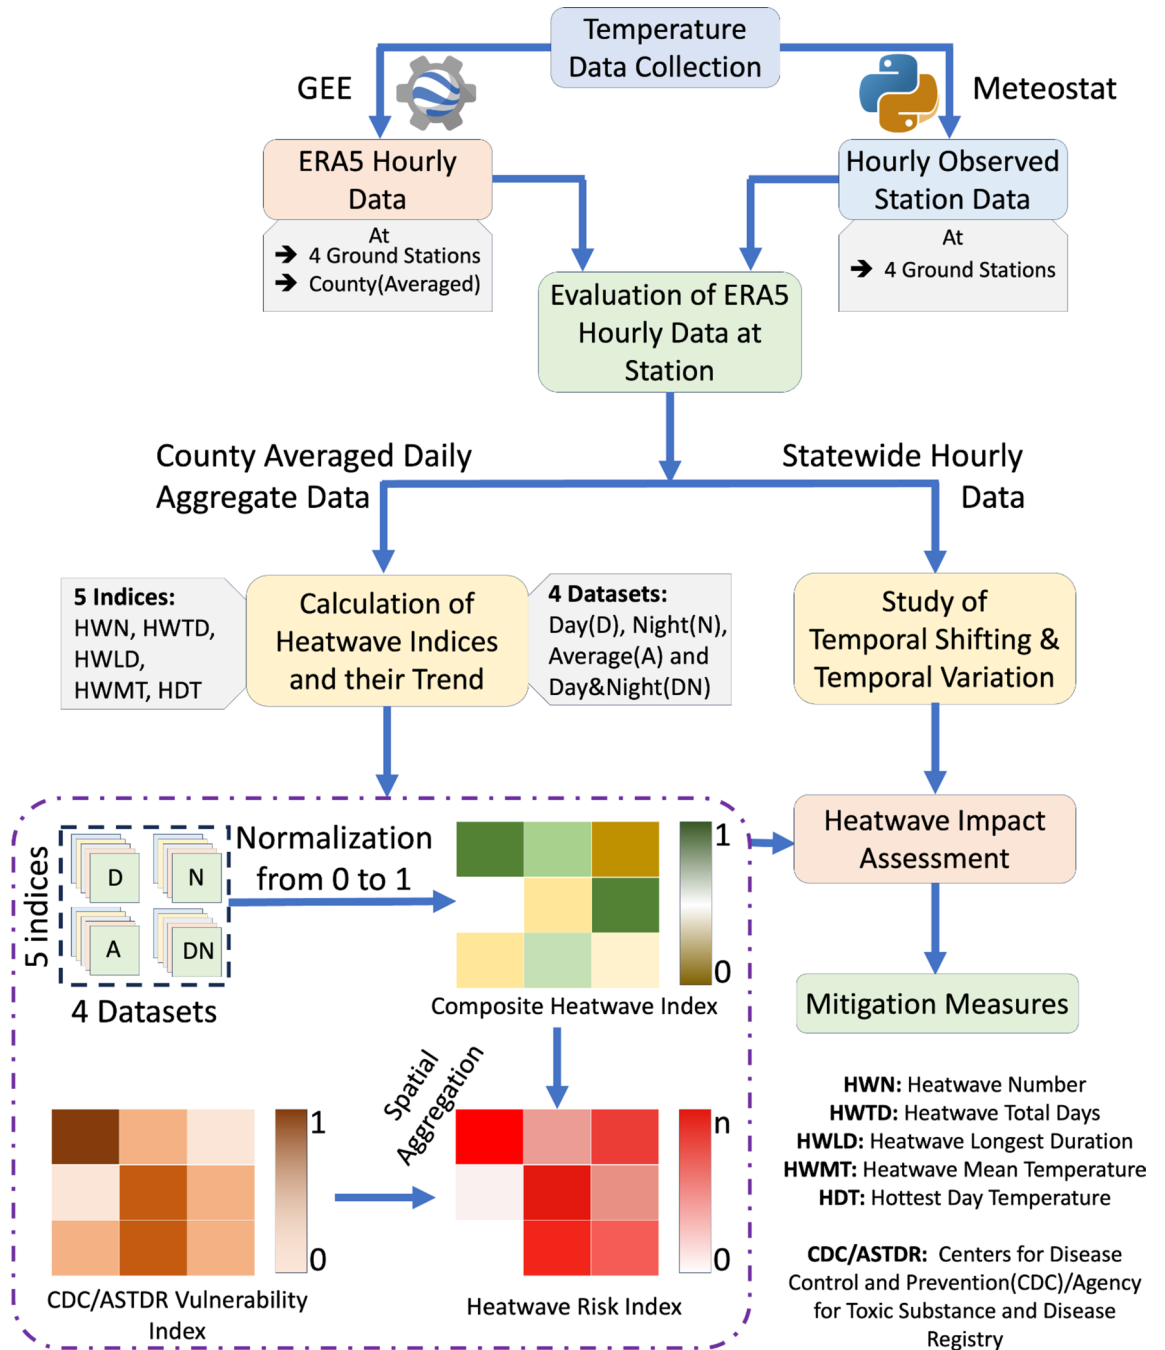 Temperature
Data Collection
GEE
Meteostat
ERA5 Hourly
Data
Hourly Observed
Station Data
At
➔ 4 Ground Stations
➔ County(Averaged)
At
➔ 4 Ground Stations
Evaluation of ERA5
Hourly Data at
Station
County Averaged Daily
Aggregate Data
Statewide Hourly
Data
5 Indices:
HWN, HWTD,
HWLD,
HWMT, HDT
Calculation of
Heatwave Indices
and their Trend
4 Datasets:
Day(D), Night(N),
Average(A) and
Day&Night(DN)
Study of
Temporal Shifting &
Temporal Variation
5 indices
D
N
A
DN
4 Datasets
Normalization
from 0 to 1
1
0
Composite Heatwave Index
Heatwave Impact
Assessment
Mitigation Measures
Spatial
Aggregation
1
0
CDC/ASTDR Vulnerability
Index
n
0
Heatwave Risk Index
HWN: Heatwave Number
HWTD: Heatwave Total Days
HWLD: Heatwave Longest Duration
HWMT: Heatwave Mean Temperature
HDT: Hottest Day Temperature
CDC/ASTDR: Centers for Disease
Control and Prevention(CDC)/Agency
for Toxic Substance and Disease
Registry